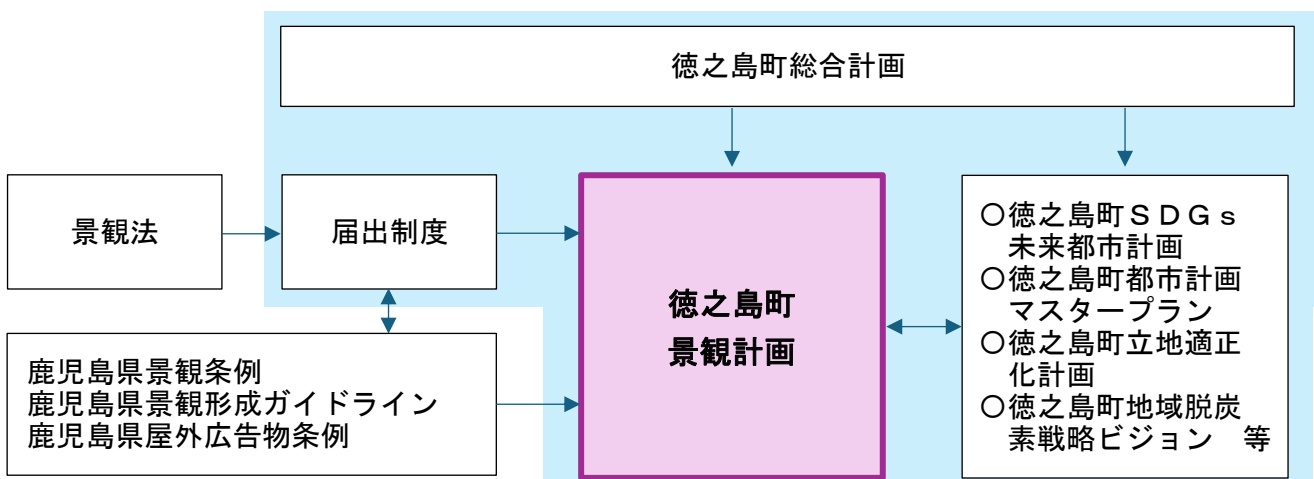 徳之島町総合計画
景観法
届出制度
徳之島町
景観計画
〇徳之島町ＳＤＧｓ
未来都市計画
〇徳之島町都市計画
マスタープラン
〇徳之島町立地適正
化計画
〇徳之島町地域脱炭
素戦略ビジョン　等
鹿児島県景観条例
鹿児島県景観形成ガイドライン
鹿児島県屋外広告物条例